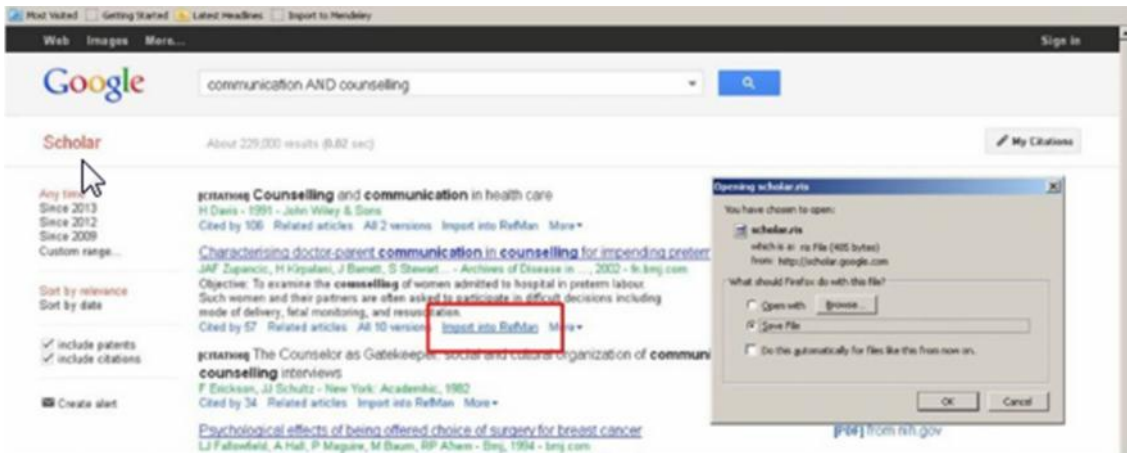 Most Visited Getting Started Latest Headlines Import to Mendeley
Web Images More... Sign in
Google communication AND counselling
Scholar About 229,000 results (0.02 sec) My Citations
Any time
Since 2013
Since 2012
Since 2009
Custom range...
Sort by relevance
Sort by date
include patents
include citations
Create alert
[CITATION] Counselling and communication in health care
H Davis - 1991 - John Wiley & Sons
Cited by 106 Related articles All 2 versions Import into RefMan More
Characterising doctor-parent communication in counselling for impending preterm
JAF Zupancic, H Kirpalani, J Barrett, S Stewart... - Archives of Disease in ..., 2002 - fn.bmj.com
Objective: To examine the counselling of women admitted to hospital in preterm labour.
Such women and their partners are often asked to participate in difficult decisions including
mode of delivery, fetal monitoring, and resuscitation.
Cited by 57 Related articles All 10 versions Import into RefMan More
[CITATION] The Counselor as Gatekeeper: social and cultural organization of communi
counselling interviews
F Erickson, JJ Schultz - New York: Academic, 1982
Cited by 34 Related articles Import into RefMan More
Psychological effects of being offered choice of surgery for breast cancer
LJ Fallowfield, A Hall, P Maguire, M Baum, RP A'hern - Bmj, 1994 - bmj.com
[PDF] from nih.gov
Opening scholar.ris
You have chosen to open:
scholar.ris
which is a: ris File (485 bytes)
from: http://scholar.google.com
What should Firefox do with this file?
Open with Browse...
Save File
Do this automatically for files like this from now on.
OK Cancel